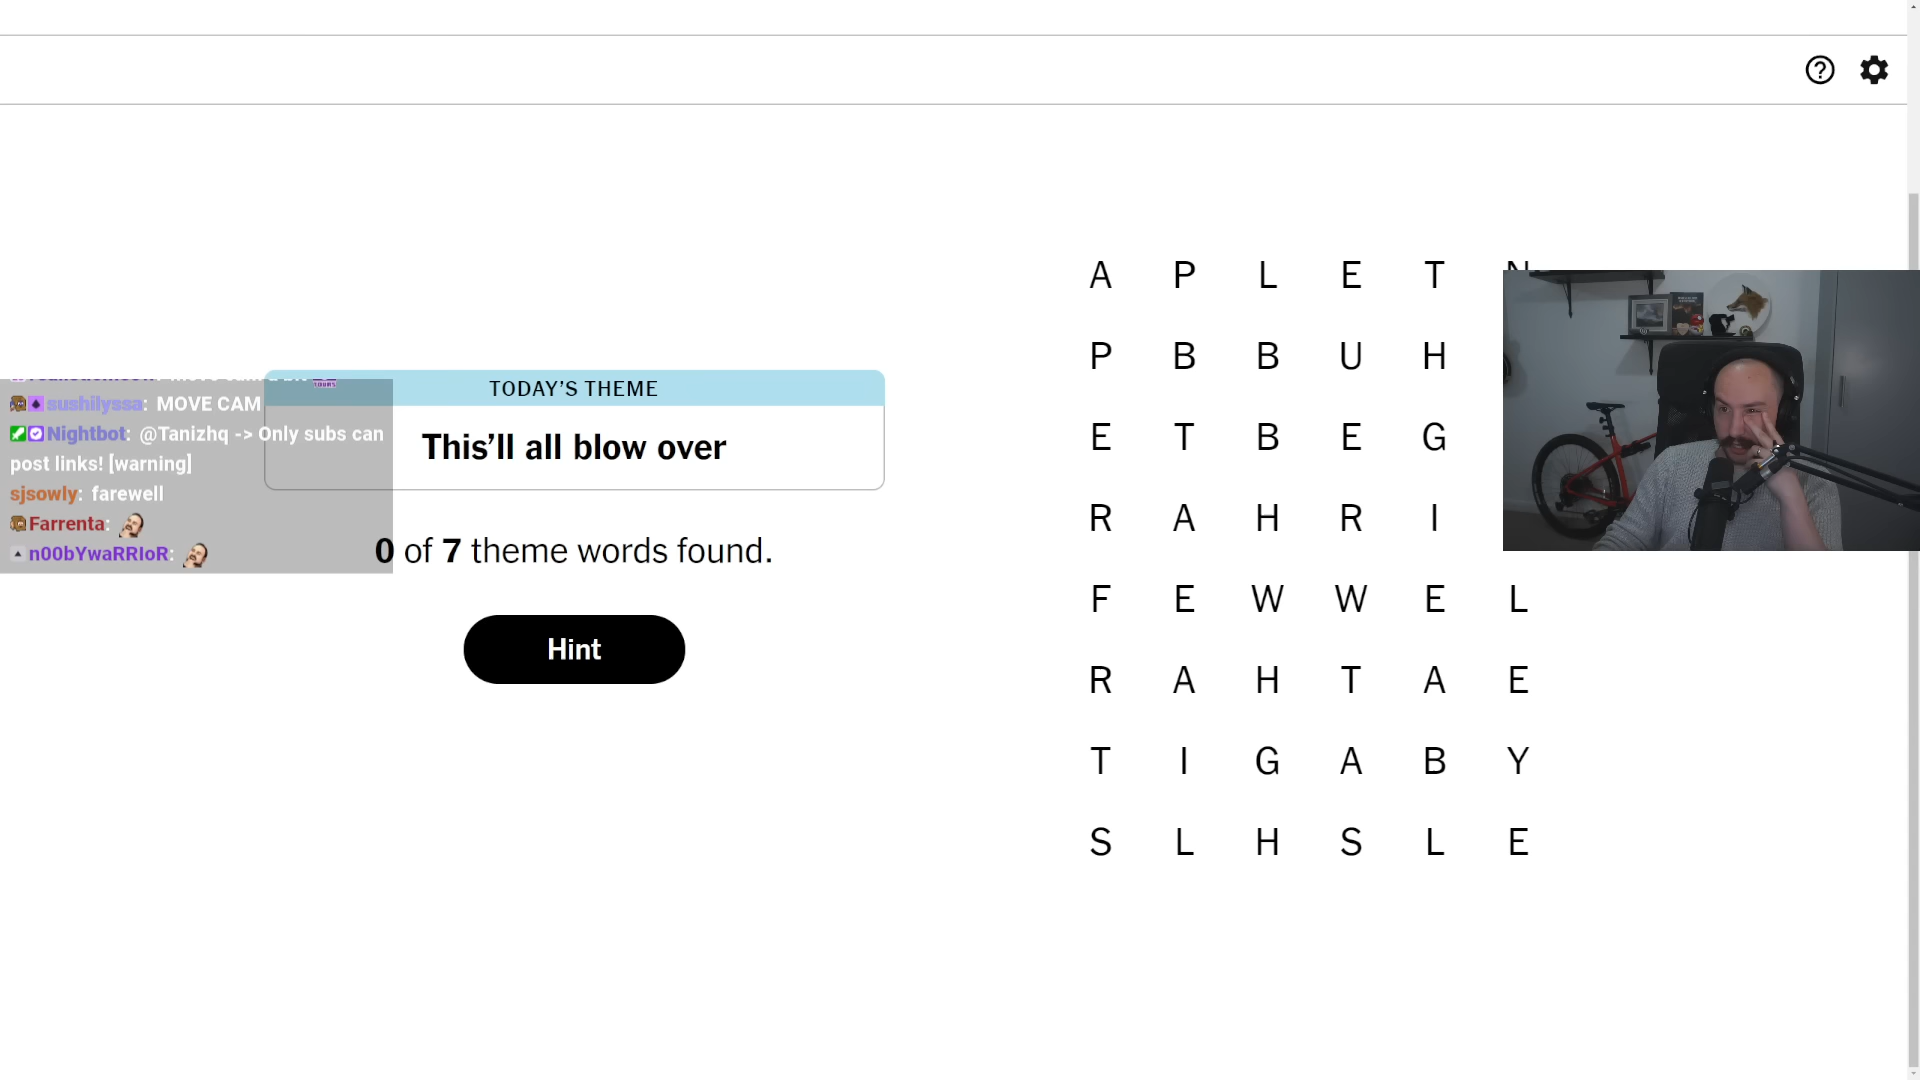 TODAY'S THEME
This'll all blow over
sushilyssa: MOVE CAM
Nightbot: @Tanizhq -> Only subs can
post links! [warning]
sjsowly: farewell
Farrenta:
n00bYwaRRIoR:
0 of 7 theme words found.
Hint
A P L E T N
P B B U H
E T B E G
R A H R I
F E W W E L
R A H T A E
T I G A B Y
S L H S L E